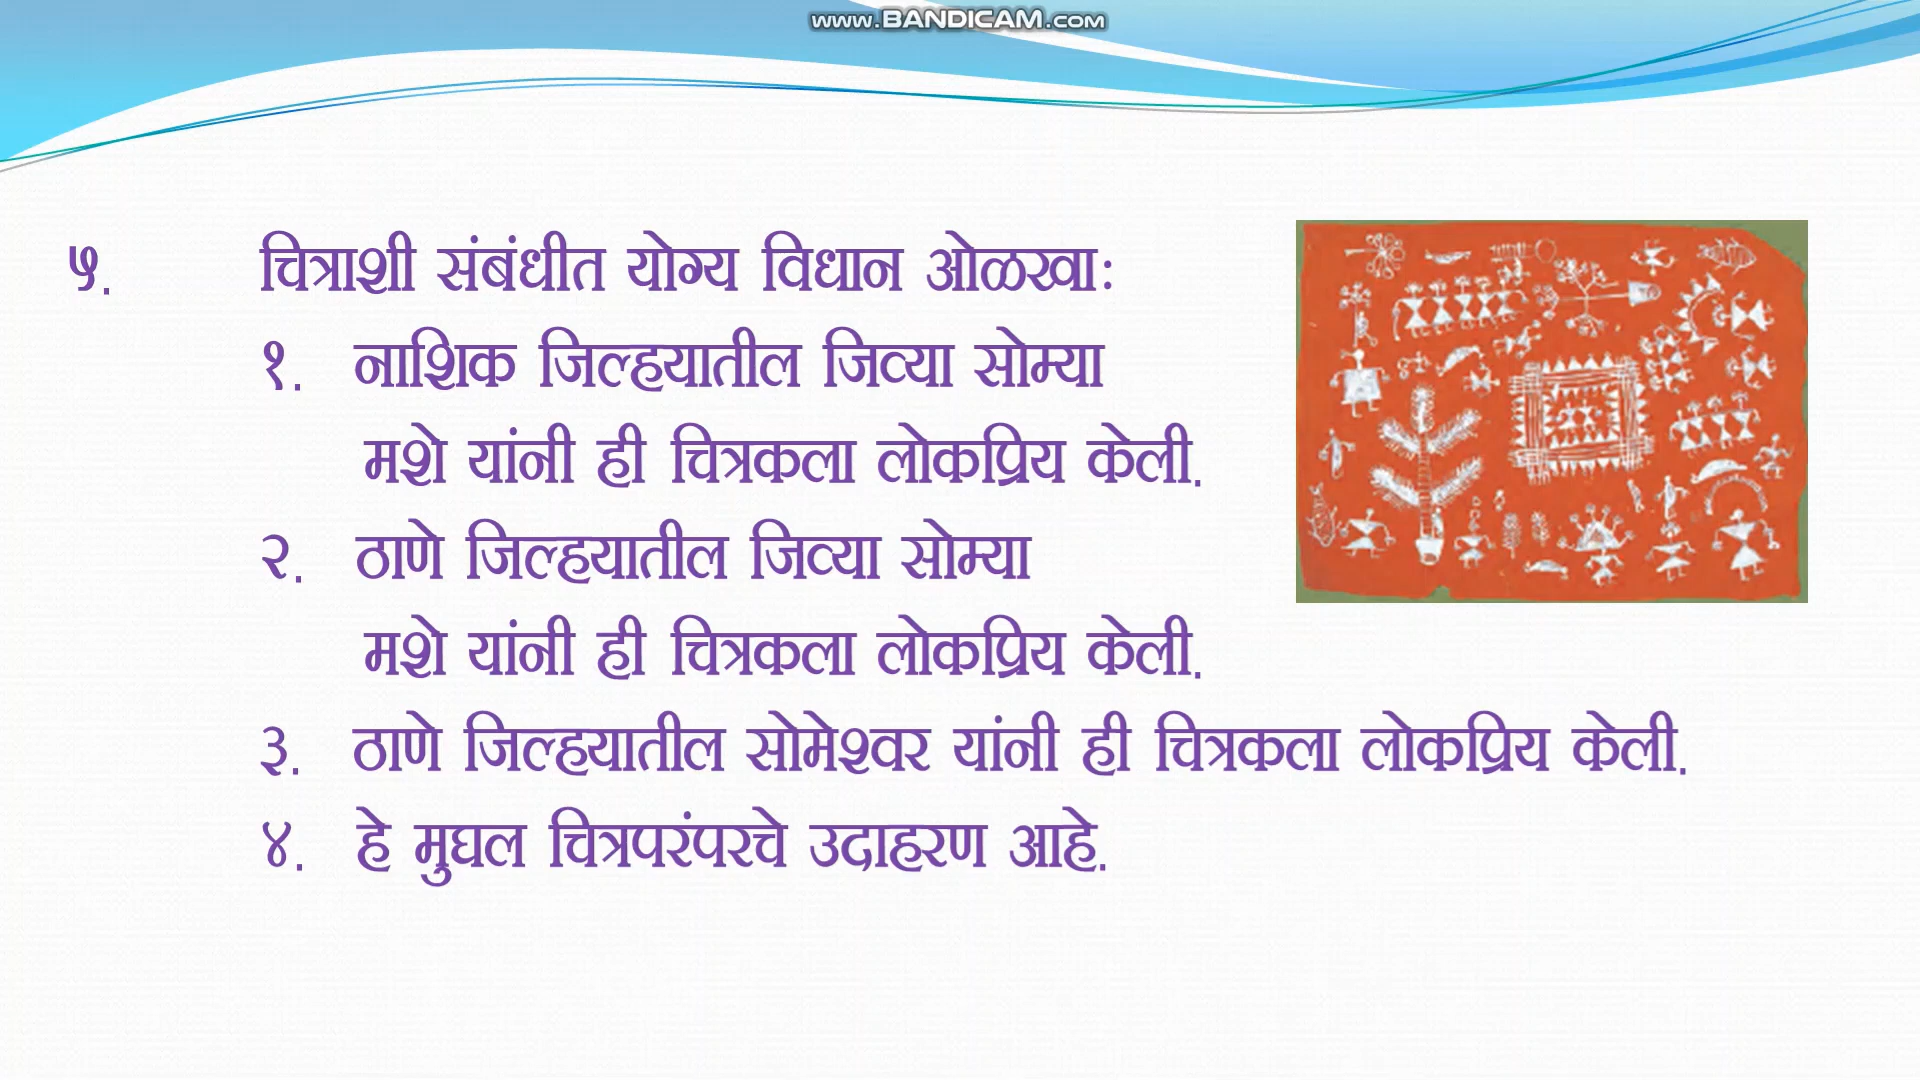 www.BANDICAM.com
५. चित्राशी संबंधीत योग्य विधान ओळखाः
१. नाशिक जिल्हयातील जिव्या सोम्या
मशे यांनी ही चित्रकला लोकप्रिय केली.
२. ठाणे जिल्हयातील जिव्या सोम्या
मशे यांनी ही चित्रकला लोकप्रिय केली.
३. ठाणे जिल्हयातील सोमेश्वर यांनी ही चित्रकला लोकप्रिय केली.
४. हे मुघल चित्रपरंपरचे उदाहरण आहे.